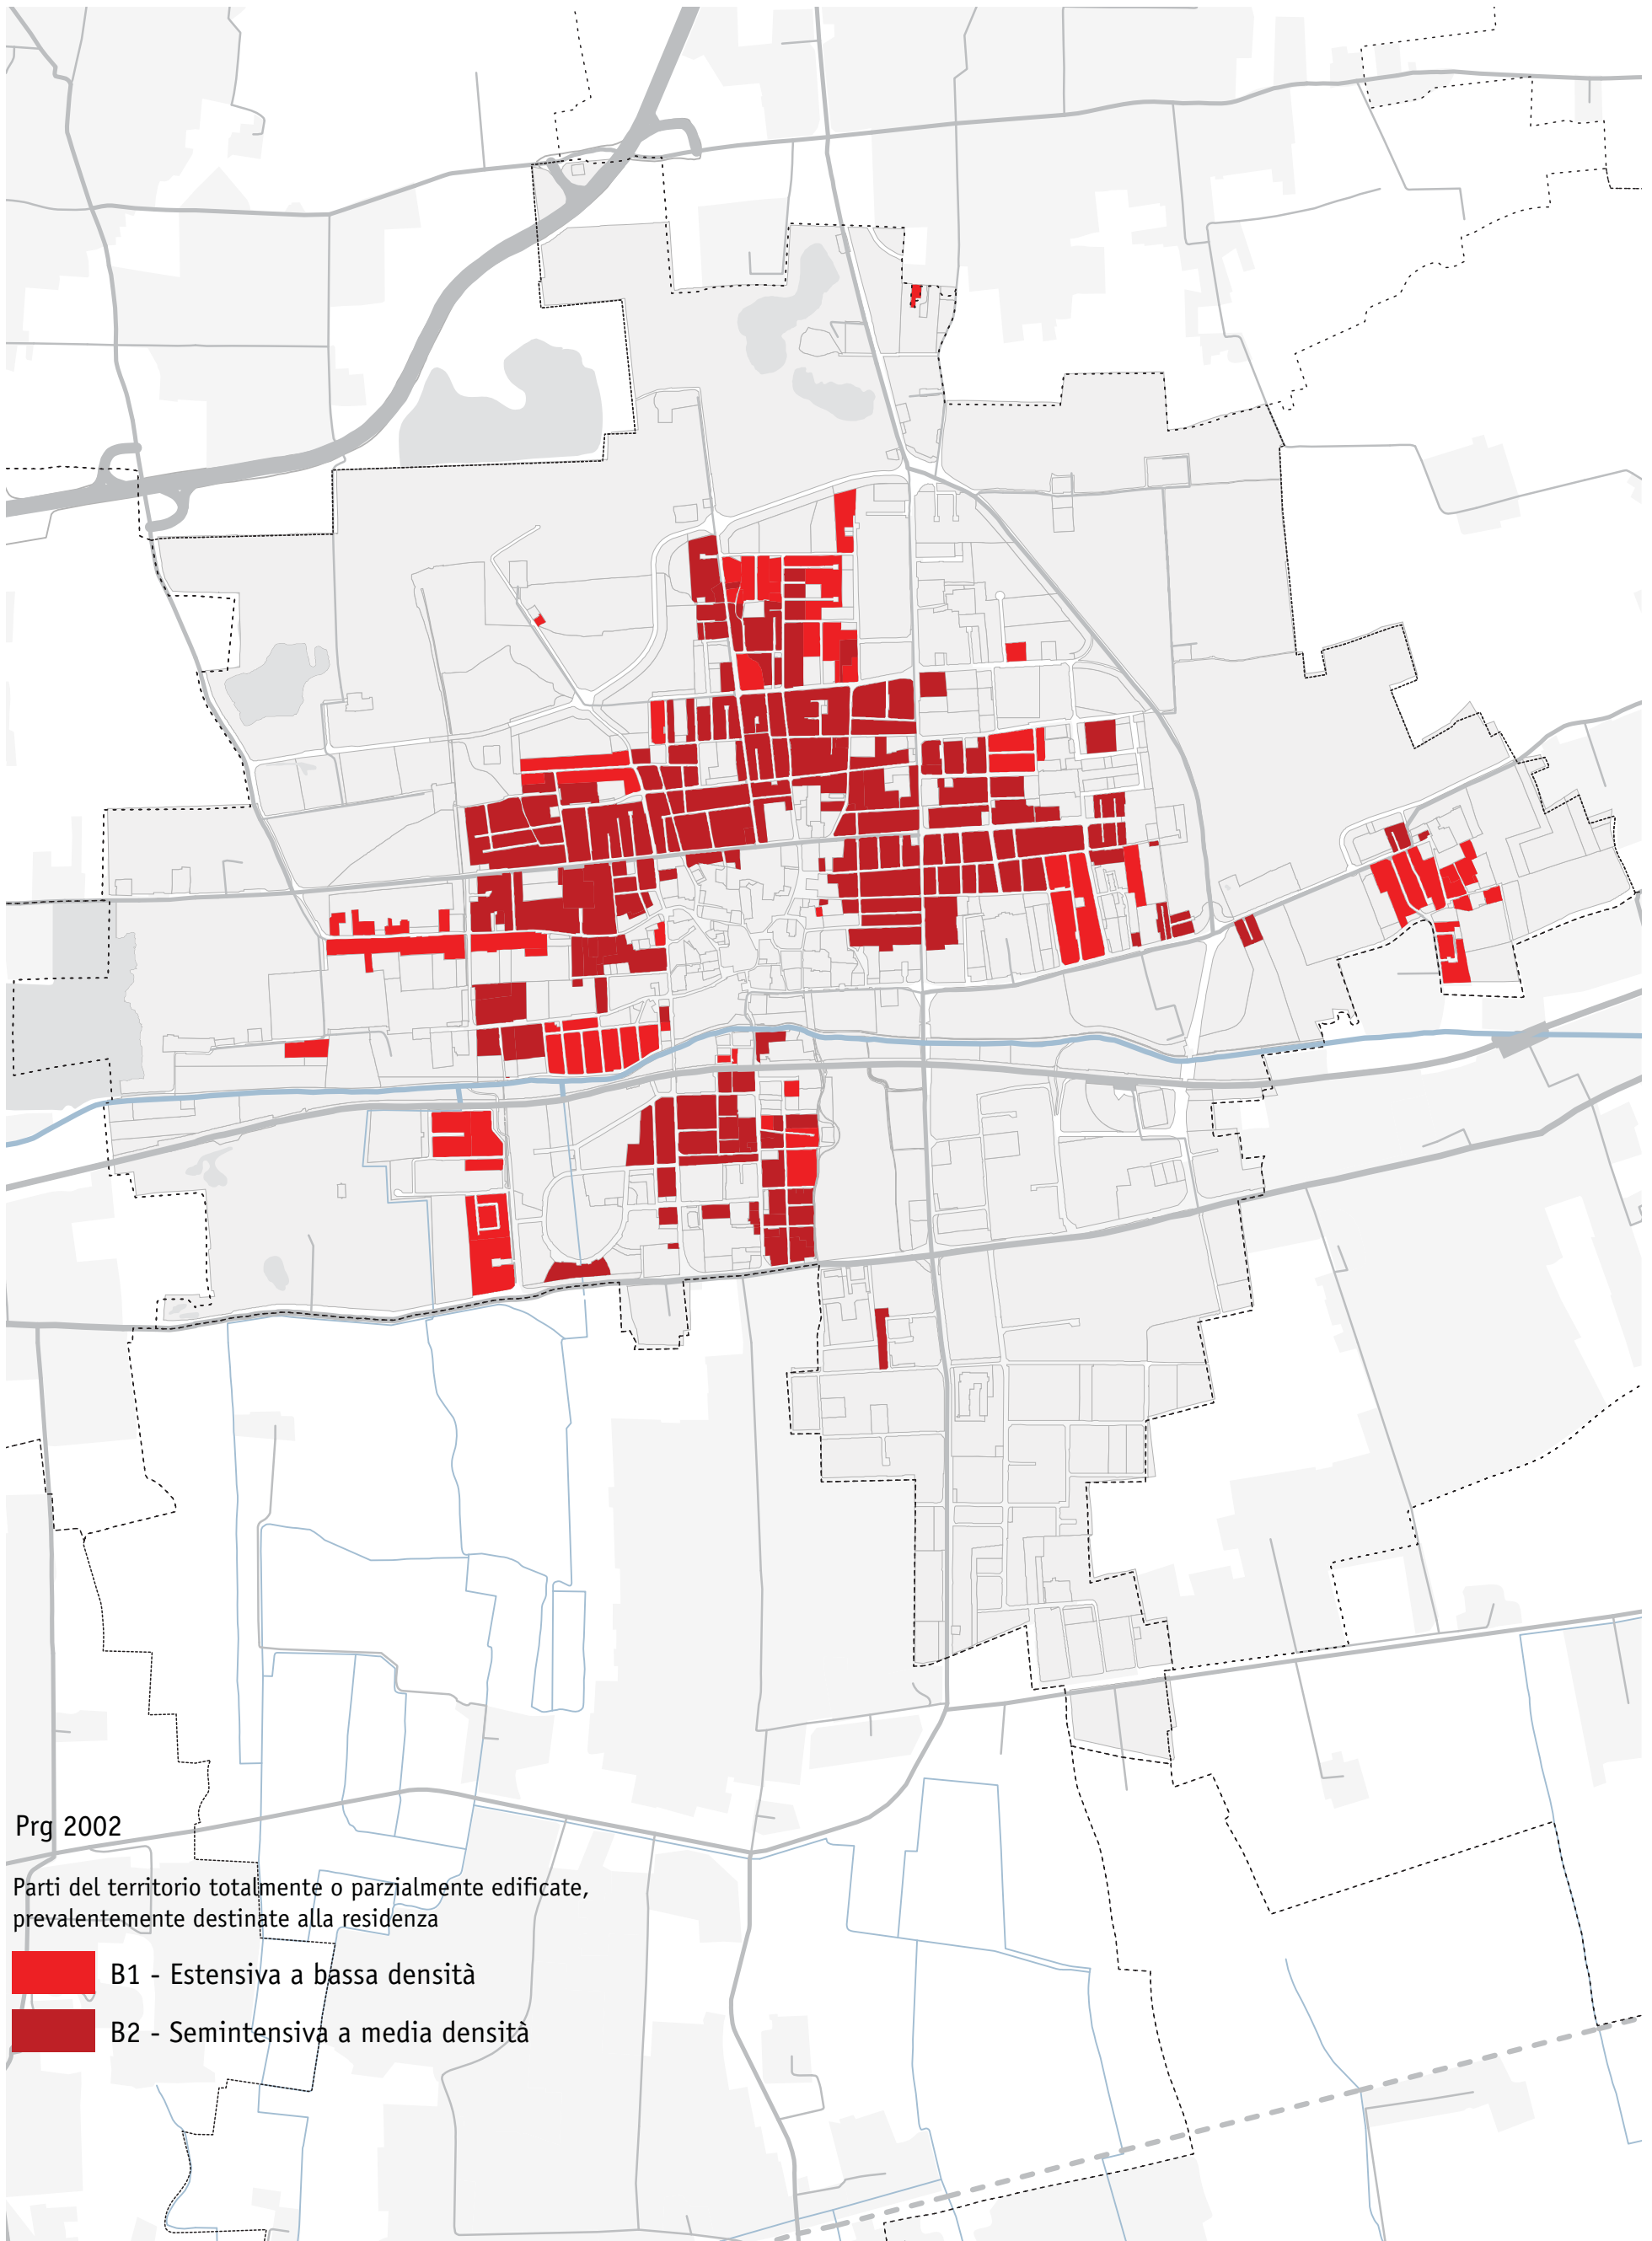 Prg 2002
Parti del territorio totalmente o parzialmente edificate,
prevalentemente destinate alla residenza
B1 - Estensiva a bassa densità
B2 - Semintensiva a media densità